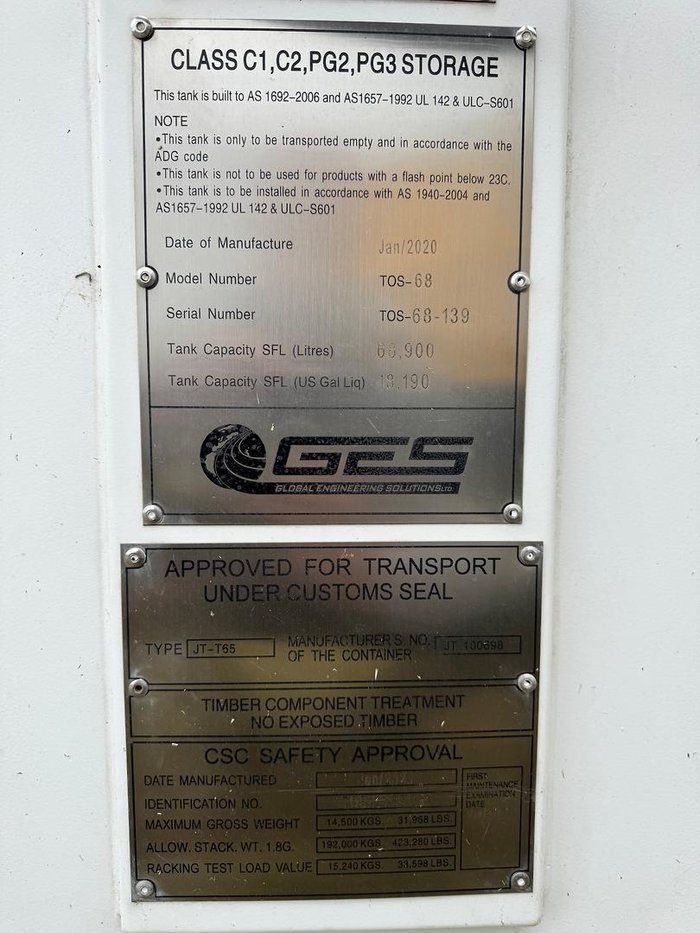 CLASS C1,C2,PG2,PG3 STORAGE
This tank is built to AS 1692-2006 and AS1657-1992 UL 142 & ULC-S601
NOTE
•This tank is only to be transported empty and in accordance with the
ADG code
•This tank is not to be used for products with a flash point below 23C.
•This tank is to be installed in accordance with AS 1940-2004 and
AS1657-1992 UL 142 & ULC-S601
Date of Manufacture Jan/2020
Model Number TOS-68
Serial Number TOS-68-139
Tank Capacity SFL (Litres)
Tank Capacity SFL (US Gal Liq) 18,190
GES
GLOBAL ENGINEERING SOLUTIONS LTD
APPROVED FOR TRANSPORT
UNDER CUSTOMS SEAL
TYPE JT-T65 MANUFACTURER'S NO. JT 100698
OF THE CONTAINER
TIMBER COMPONENT TREATMENT
NO EXPOSED TIMBER
CSC SAFETY APPROVAL
DATE MANUFACTURED
IDENTIFICATION NO.
FIRST
MAINTENANCE
EXAMINATION
DATE
MAXIMUM GROSS WEIGHT 14,500 KGS. 31,968 LBS.
ALLOW. STACK. WT. 1.8G. 192,000 KGS. 423,280 LBS.
RACKING TEST LOAD VALUE 15,240 KGS. 33,598 LBS.